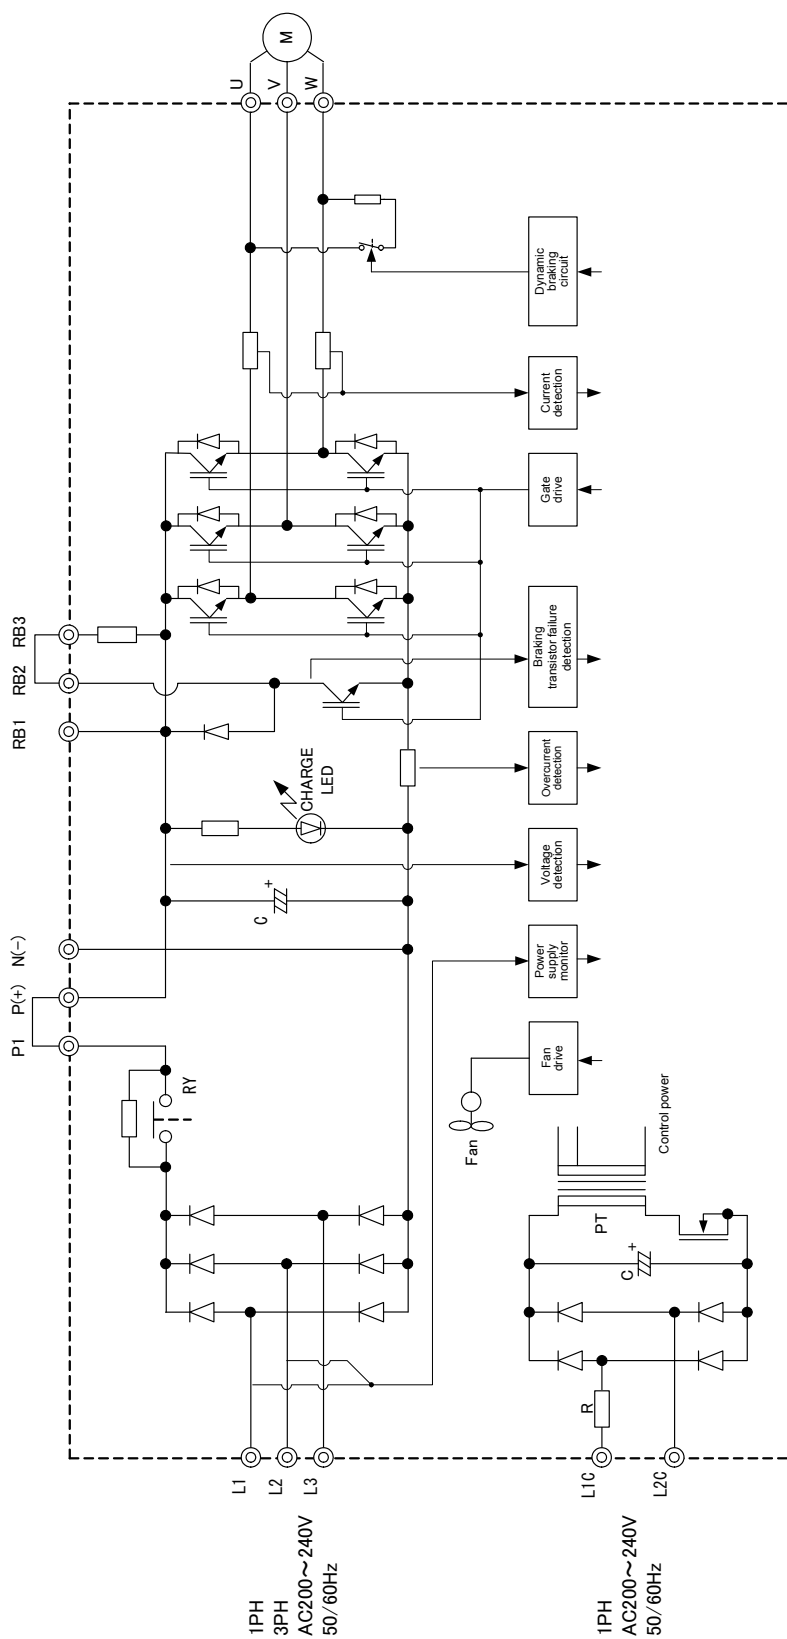 M
U
V
W
Dynamic
braking
circuit
Current
detection
Gate
drive
RB3
RB2
RB1
Braking
transistor failure
detection
Overcurrent
detection
CHARGE
LED
Voltage
detection
C
+
N(-)
P(+)
P1
Power
supply
monitor
RY
Fan
Fan
drive
Control power
PT
C
+
R
L1
L2
L3
L1C
L2C
1PH
3PH
AC200～240V
50/60Hz
1PH
AC200～240V
50/60Hz